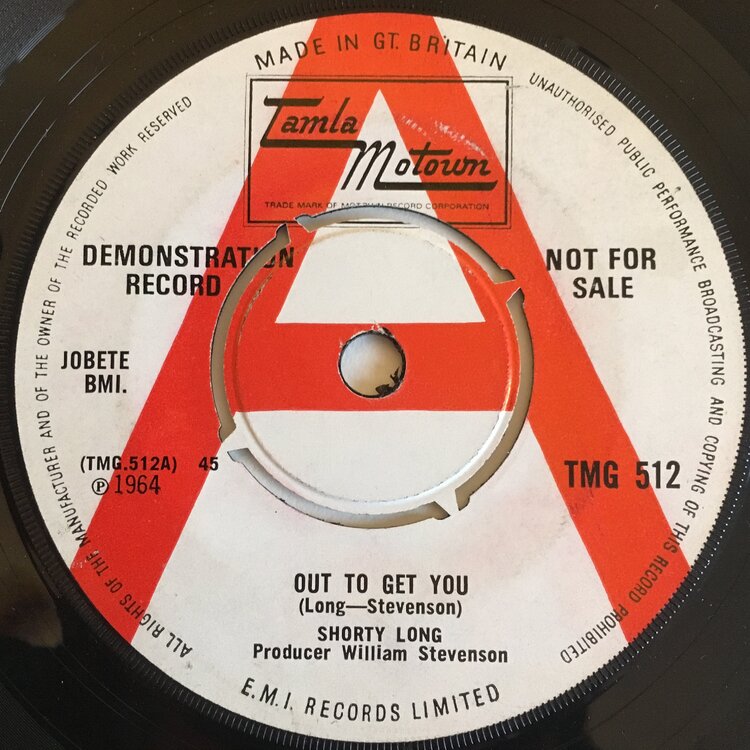 MADE IN GT. BRITAIN
UNAUTHORISED PUBLIC PERFORMANCE BROADCASTING AND COPYING OF THIS RECORD PROHIBITED
ALL RIGHTS OF THE MANUFACTURER AND OF THE OWNER OF THE RECORDED WORK RESERVED
Tamla
Motown
TRADE MARK OF MOTOWN RECORD CORPORATION
DEMONSTRATION
RECORD
NOT FOR
SALE
JOBETE
BMI.
(TMG.512A) 45
Ⓟ 1964
TMG 512
A
OUT TO GET YOU
(Long—Stevenson)
SHORTY LONG
Producer William Stevenson
E.M.I. RECORDS LIMITED